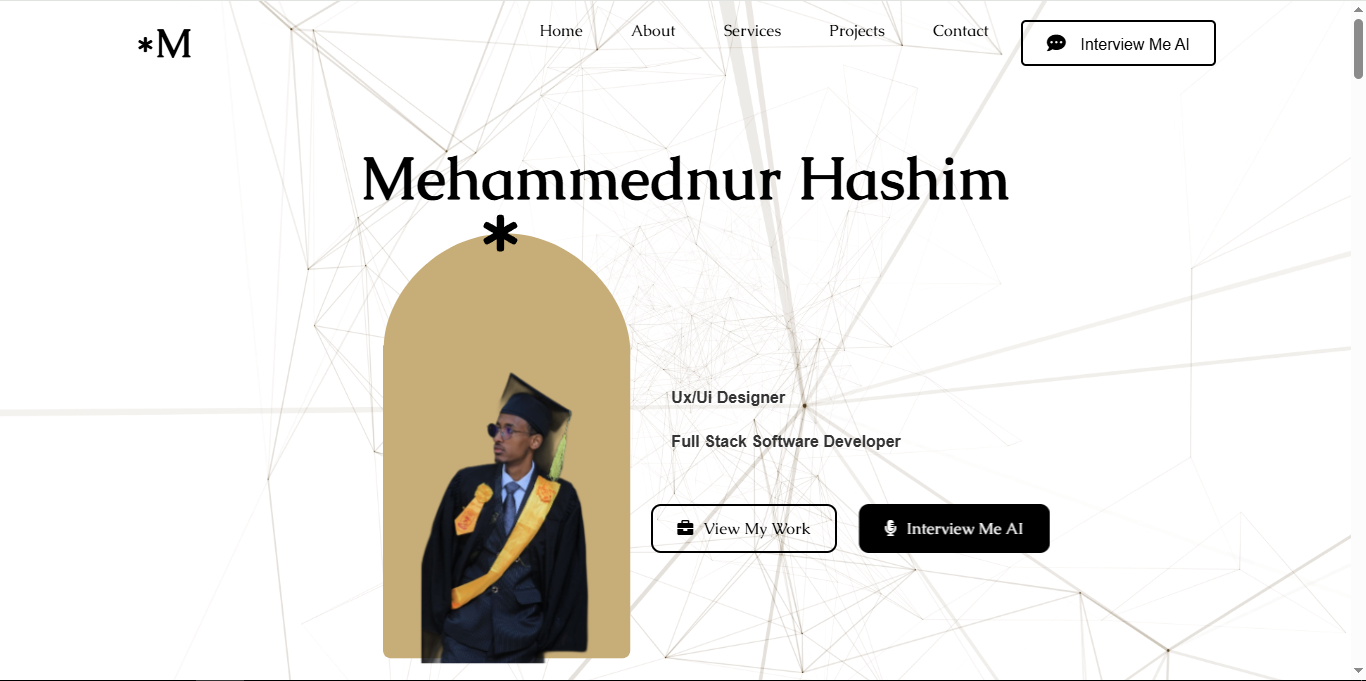 *M
Home About Services Projects Contact Interview Me AI
Mehammednur Hashim
*
Ux/Ui Designer
Full Stack Software Developer
View My Work Interview Me AI